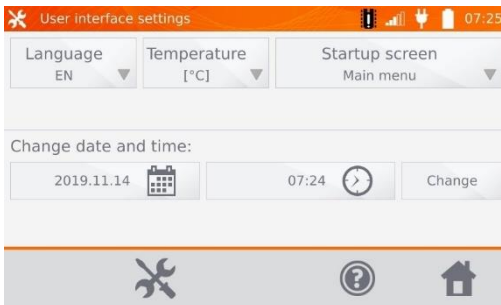 User interface settings 07:25
Language Temperature Startup screen
EN [°C] Main menu
Change date and time:
2019.11.14 07:24 Change